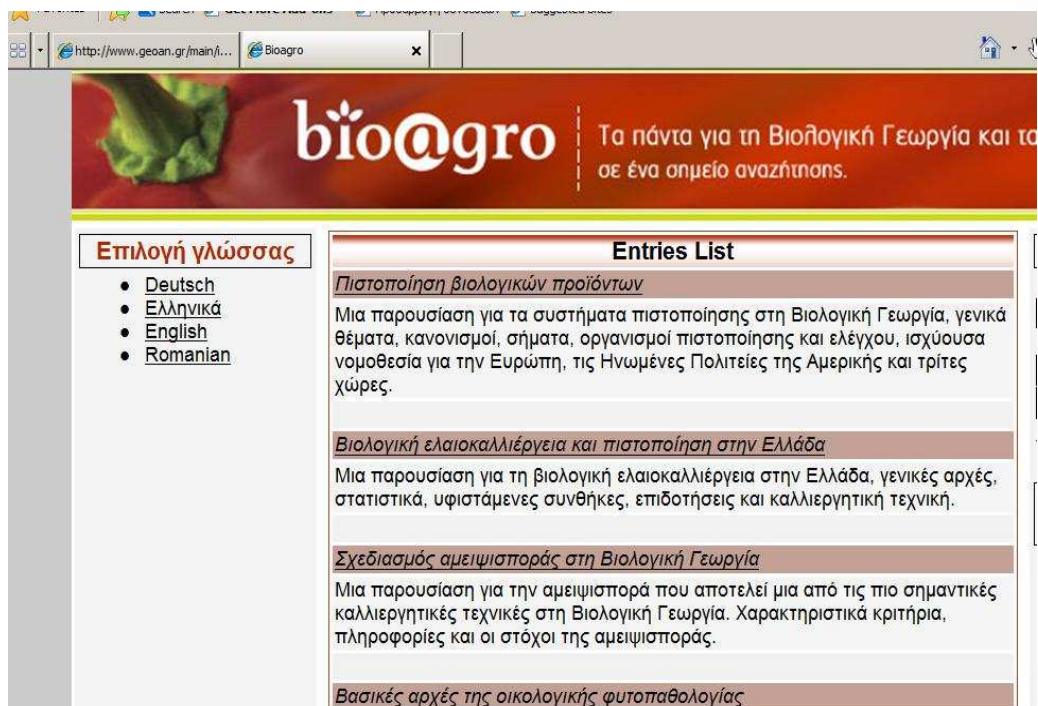 Search
http://www.geoan.gr/main/i...
Bioagro
bio@gro
Τα πάντα για τη Βιολογική Γεωργία και τα
σε ένα σημείο αναζήτησης.
Επιλογή γλώσσας
Deutsch
Ελληνικά
English
Romanian
Entries List
Πιστοποίηση βιολογικών προϊόντων
Μια παρουσίαση για τα συστήματα πιστοποίησης στη Βιολογική Γεωργία, γενικά
θέματα, κανονισμοί, σήματα, οργανισμοί πιστοποίησης και ελέγχου, ισχύουσα
νομοθεσία για την Ευρώπη, τις Ηνωμένες Πολιτείες της Αμερικής και τρίτες
χώρες.
Βιολογική ελαιοκαλλιέργεια και πιστοποίηση στην Ελλάδα
Μια παρουσίαση για τη βιολογική ελαιοκαλλιέργεια στην Ελλάδα, γενικές αρχές,
στατιστικά, υφιστάμενες συνθήκες, επιδοτήσεις και καλλιεργητική τεχνική.
Σχεδιασμός αμειψισποράς στη Βιολογική Γεωργία
Μια παρουσίαση για την αμειψισπορά που αποτελεί μια από τις πιο σημαντικές
καλλιεργητικές τεχνικές στη Βιολογική Γεωργία. Χαρακτηριστικά κριτήρια,
πληροφορίες και οι στόχοι της αμειψισποράς.
Βασικές αρχές της οικολογικής φυτοπαθολογίας